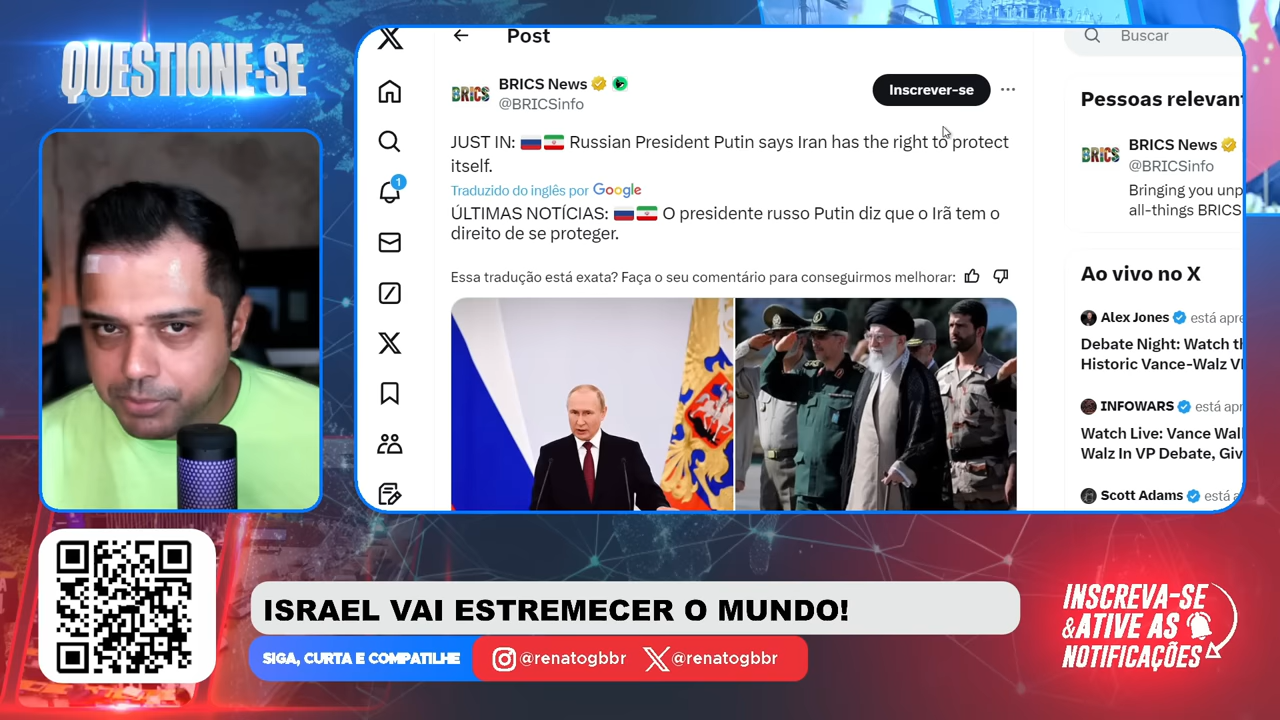 QUESTIONE-SE
Post
Buscar
BRICS
BRICS News
@BRICSinfo
Inscrever-se
JUST IN: 🇷🇺🇮🇷 Russian President Putin says Iran has the right to protect
itself.
Traduzido do inglês por Google
ÚLTIMAS NOTÍCIAS: 🇷🇺🇮🇷 O presidente russo Putin diz que o Irã tem o
direito de se proteger.
Essa tradução está exata? Faça o seu comentário para conseguirmos melhorar:
1
Pessoas relevant
BRICS
BRICS News
@BRICSinfo
Bringing you unp
all-things BRICS
Ao vivo no X
Alex Jones está apre
Debate Night: Watch th
Historic Vance-Walz VI
INFOWARS está apr
Watch Live: Vance Wall
Walz In VP Debate, Giv
Scott Adams está a
ISRAEL VAI ESTREMECER O MUNDO!
SIGA, CURTA E COMPATILHE
@renatogbbr
@renatogbbr
INSCREVA-SE
&ATIVE AS
NOTIFICAÇÕES